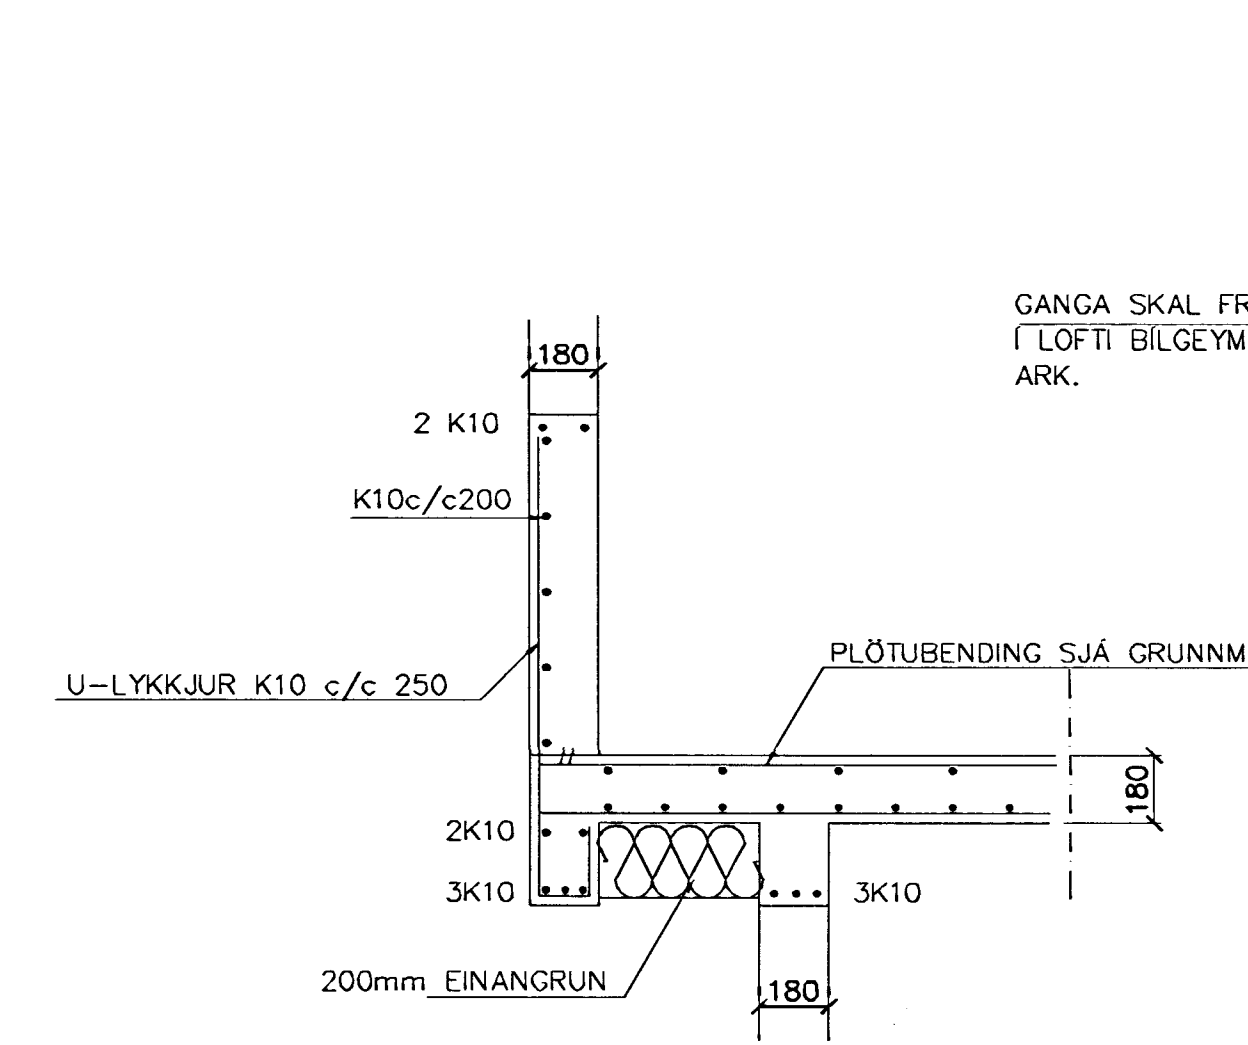 GANGA SKAL FR
Í LOFTI BÍLGEYM
ARK.
180
2 K10
K10c/c200
PLÖTUBENDING SJÁ GRUNNM
U-LYKKJUR K10 c/c 250
180
2K10
3K10
3K10
200mm EINANGRUN
180